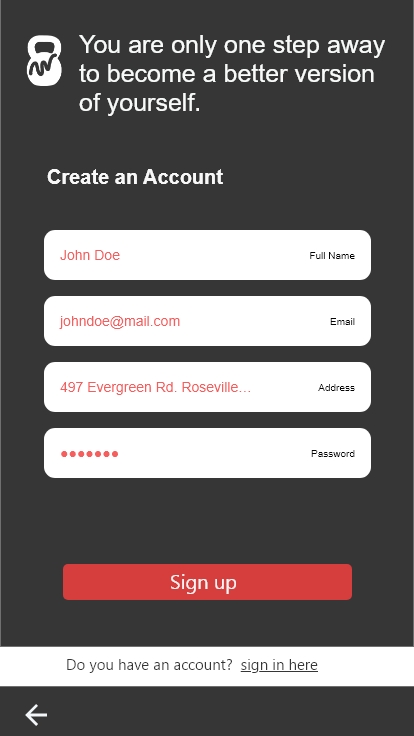 You are only one step away
to become a better version
of yourself.
Create an Account
John Doe Full Name
johndoe@mail.com Email
497 Evergreen Rd. Roseville... Address
●●●●●●● Password
Sign up
Do you have an account? sign in here